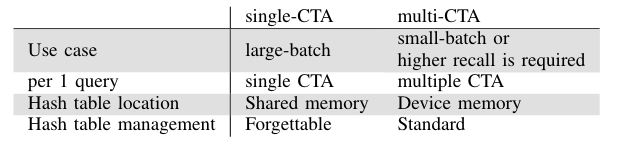 single-CTA multi-CTA
Use case large-batch small-batch or
higher recall is required
per 1 query single CTA multiple CTA
Hash table location Shared memory Device memory
Hash table management Forgettable Standard